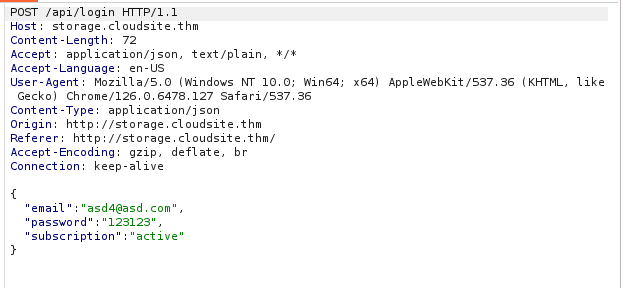 POST /api/login HTTP/1.1
Host: storage.cloudsite.thm
Content-Length: 72
Accept: application/json, text/plain, */*
Accept-Language: en-US
User-Agent: Mozilla/5.0 (Windows NT 10.0; Win64; x64) AppleWebKit/537.36 (KHTML, like
Gecko) Chrome/126.0.6478.127 Safari/537.36
Content-Type: application/json
Origin: http://storage.cloudsite.thm
Referer: http://storage.cloudsite.thm/
Accept-Encoding: gzip, deflate, br
Connection: keep-alive

{
  "email":"asd4@asd.com",
  "password":"123123",
  "subscription":"active"
}